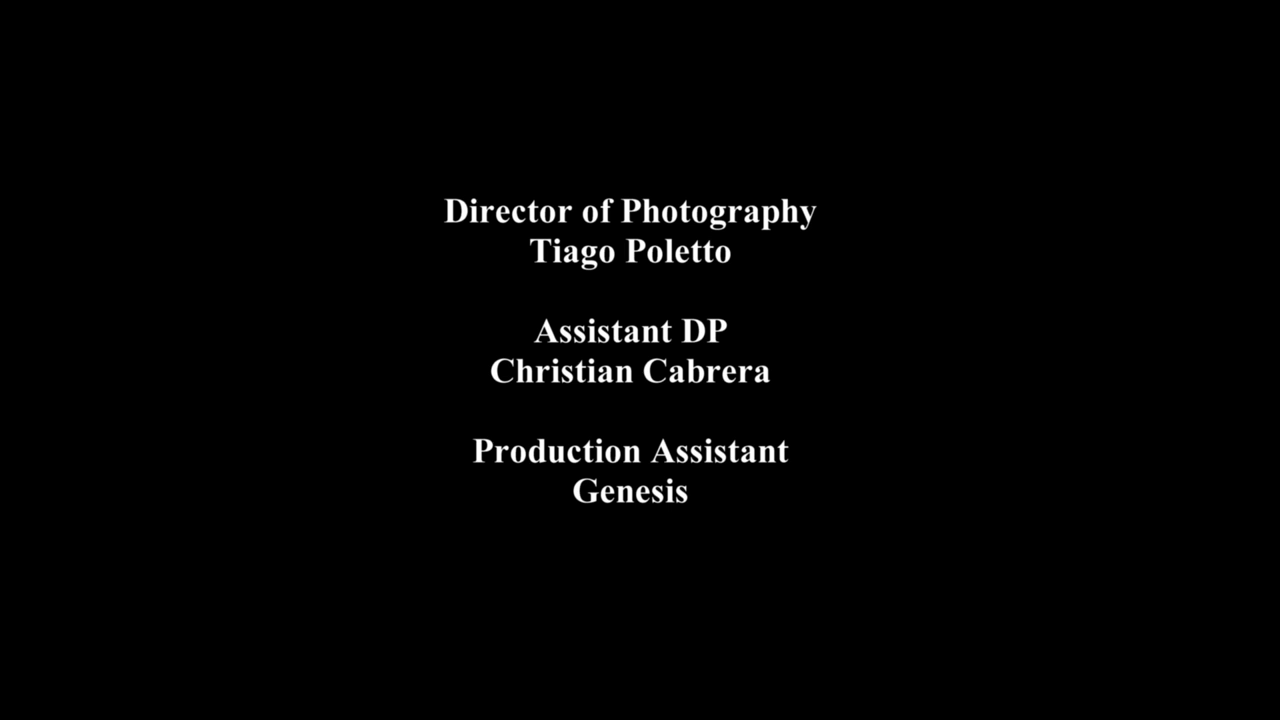 Director of Photography
Tiago Poletto
Assistant DP
Christian Cabrera
Production Assistant
Genesis